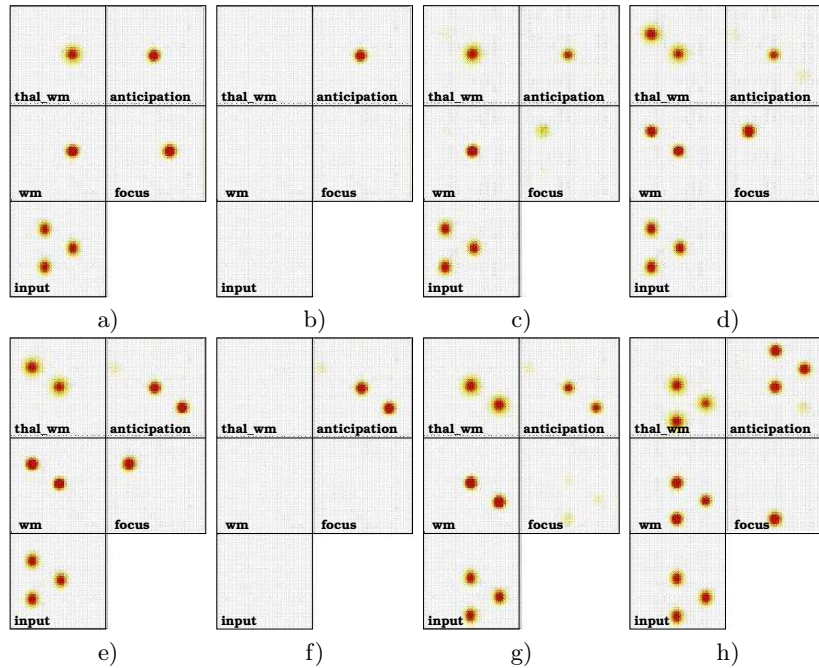 thal_wm anticipation thal_wm anticipation thal_wm anticipation thal_wm anticipation
wm focus wm focus wm focus wm focus
input input input input
a) b) c) d)
thal_wm anticipation thal_wm anticipation thal_wm anticipation thal_wm anticipation
wm focus wm focus wm focus wm focus
input input input input
e) f) g) h)